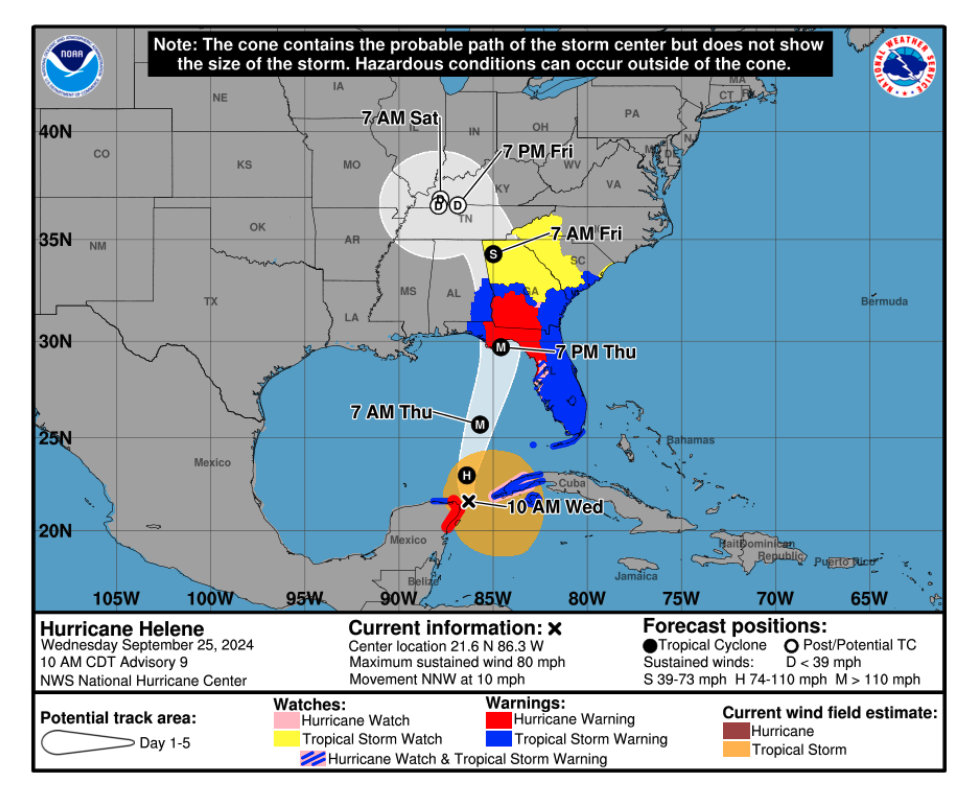 Note: The cone contains the probable path of the storm center but does not show
the size of the storm. Hazardous conditions can occur outside of the cone.
NOAA
NATIONAL WEATHER SERVICE
NE
IA
IL
IN
OH
PA
MA
CT
RI
NJ
DE
40N
7 AM Sat
7 PM Fri
CO
KS
MO
KY
WV
VA
D
D
D
TN
35N
NM
OK
AR
S
7 AM Fri
SC
TX
LA
MS
AL
GA
Bermuda
30N
M
7 PM Thu
7 AM Thu
M
25N
Bahamas
Mexico
H
Cuba
10 AM Wed
20N
Mexico
Belize
Jamaica
Haiti
Dominican
Republic
Puerto Rico
105W 100W 95W 90W 85W 80W 75W 70W 65W
Hurricane Helene
Wednesday September 25, 2024
10 AM CDT Advisory 9
NWS National Hurricane Center
Current information: ✖
Center location 21.6 N 86.3 W
Maximum sustained wind 80 mph
Movement NNW at 10 mph
Forecast positions:
Tropical Cyclone Post/Potential TC
Sustained winds: D < 39 mph
S 39-73 mph H 74-110 mph M > 110 mph
Potential track area:
Day 1-5
Watches:
Hurricane Watch
Tropical Storm Watch
Warnings:
Hurricane Warning
Tropical Storm Warning
Hurricane Watch & Tropical Storm Warning
Current wind field estimate:
Hurricane
Tropical Storm